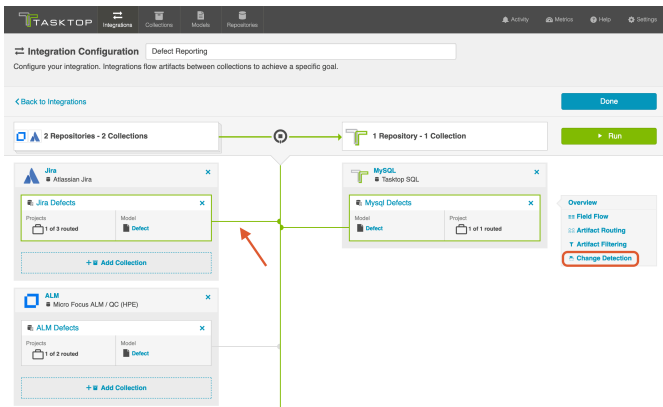 TASKTOP
Integrations
Collections
Models
Repositories
Activity
Metrics
Help
Settings
Integration Configuration
Defect Reporting
Configure your integration. Integrations flow artifacts between collections to achieve a specific goal.
Back to Integrations
Done
2 Repositories - 2 Collections
1 Repository - 1 Collection
Run
Jira
Atlassian Jira
Jira Defects
Projects
Model
1 of 3 routed
Defect
+ Add Collection
MySQL
Tasktop SQL
Mysql Defects
Model
Project
Defect
1 of 1 routed
Overview
Field Flow
Artifact Routing
Artifact Filtering
Change Detection
ALM
Micro Focus ALM / QC (HPE)
ALM Defects
Projects
Model
1 of 2 routed
Defect
+ Add Collection